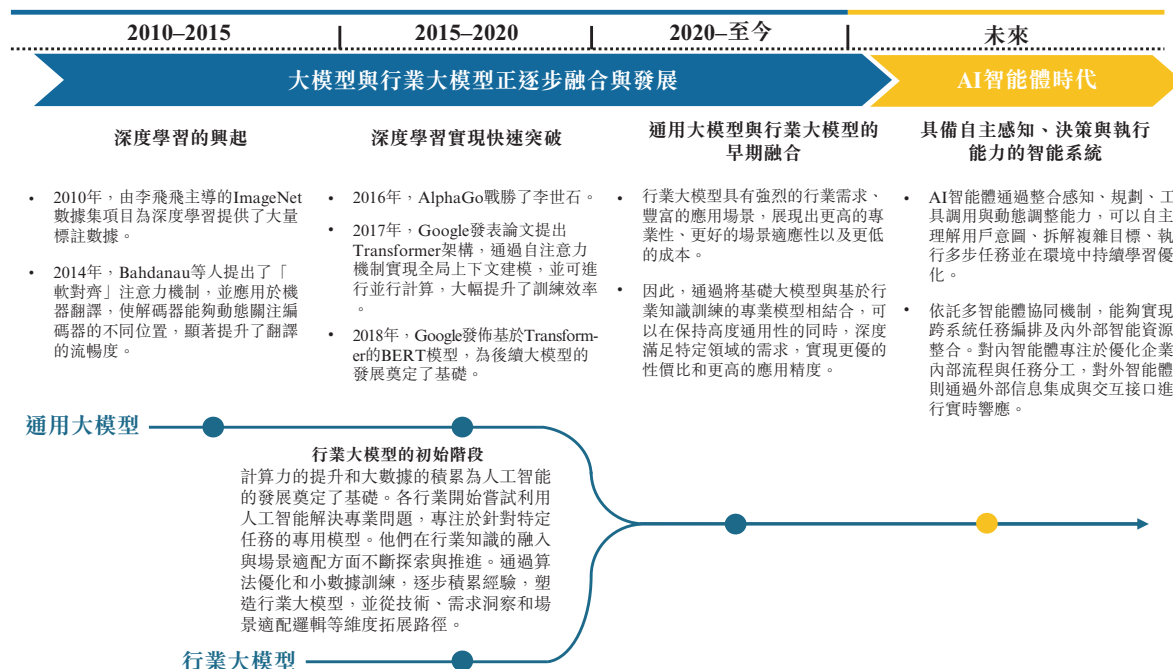 2010–2015
2015–2020
2020–至今
未來
大模型與行業大模型正逐步融合與發展
AI智能體時代
深度學習的興起
• 2010年，由李飛飛主導的ImageNet
數據集項目為深度學習提供了大量
標註數據。
• 2014年，Bahdanau等人提出了「
軟對齊」注意力機制，並應用於機
器翻譯，使解碼器能夠動態關注編
碼器的不同位置，顯著提升了翻譯
的流暢度。
深度學習實現快速突破
• 2016年，AlphaGo戰勝了李世石。
• 2017年，Google發表論文提出
Transformer架構，通過自注意力
機制實現全局上下文建模，並可進
行並行計算，大幅提升了訓練效率
。
• 2018年，Google發佈基於Transform-
er的BERT模型，為後續大模型的
發展奠定了基礎。
通用大模型與行業大模型的
早期融合
• 行業大模型具有強烈的行業需求、
豐富的應用場景，展現出更高的專
業性、更好的場景適應性以及更低
的成本。
• 因此，通過將基礎大模型與基於行
業知識訓練的專業模型相結合，可
以在保持高度通用性的同時，深度
滿足特定領域的需求，實現更優的
性價比和更高的應用精度。
具備自主感知、決策與執行
能力的智能系統
• AI智能體通過整合感知、規劃、工
具調用與動態調整能力，可以自主
理解用戶意圖、拆解複雜目標、執
行多步任務並在環境中持續學習優
化。
• 依託多智能體協同機制，能夠實現
跨系統任務編排及內外部智能資源
整合。對內智能體專注於優化企業
內部流程與任務分工，對外智能體
則通過外部信息集成與交互接口進
行實時響應。
通用大模型
行業大模型的初始階段
計算力的提升和大數據的積累為人工智能
的發展奠定了基礎。各行業開始嘗試利用
人工智能解決專業問題，專注於針對特定
任務的專用模型。他們在行業知識的融入
與場景適配方面不斷探索與推進。通過算
法優化和小數據訓練，逐步積累經驗，塑
造行業大模型，並從技術、需求洞察和場
景適配邏輯等維度拓展路徑。
行業大模型